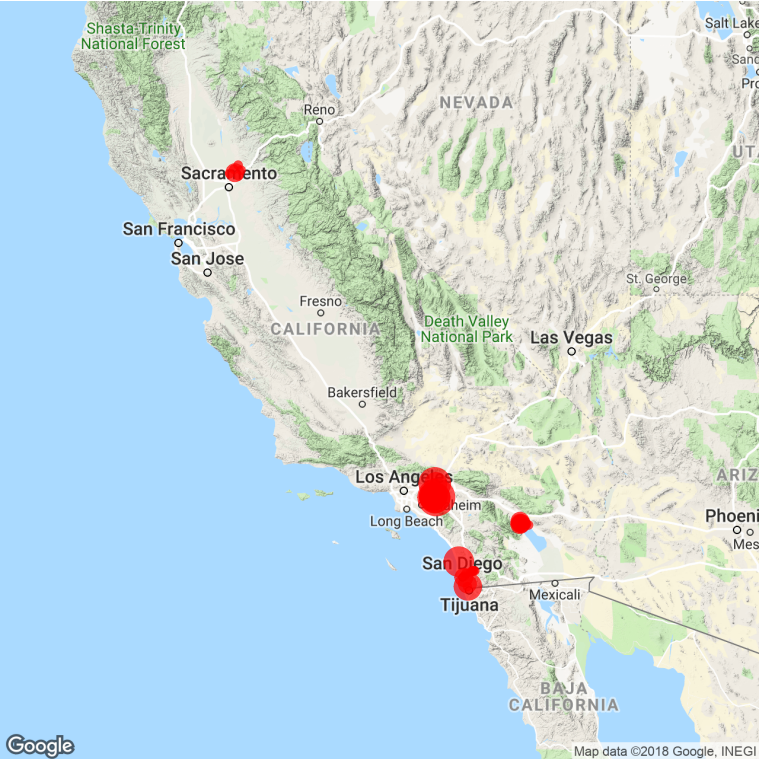 Shasta-Trinity
National Forest
Salt Lake
Sand
Pro
NEVADA
Reno
UT
Sacramento
San Francisco
San Jose
St. George
Fresno
CALIFORNIA
Death Valley
National Park
Las Vegas
Bakersfield
ARIZ
Los Angeles
heim
Long Beach
Phoeni
Mes
San Diego
Mexicali
Tijuana
BAJA
CALIFORNIA
Google
Map data ©2018 Google, INEGI